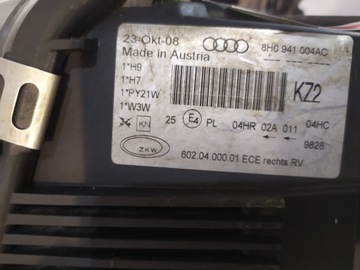 23-Okt-08 8H0 941 004AC
Made in Austria
1*H9
1*H7
1*PY21W
1*W3W
KZ2
KN 25 E4 PL 04HR 02A 011 04HC
9828
ZKW
602.04.000.01 ECE rechts RV